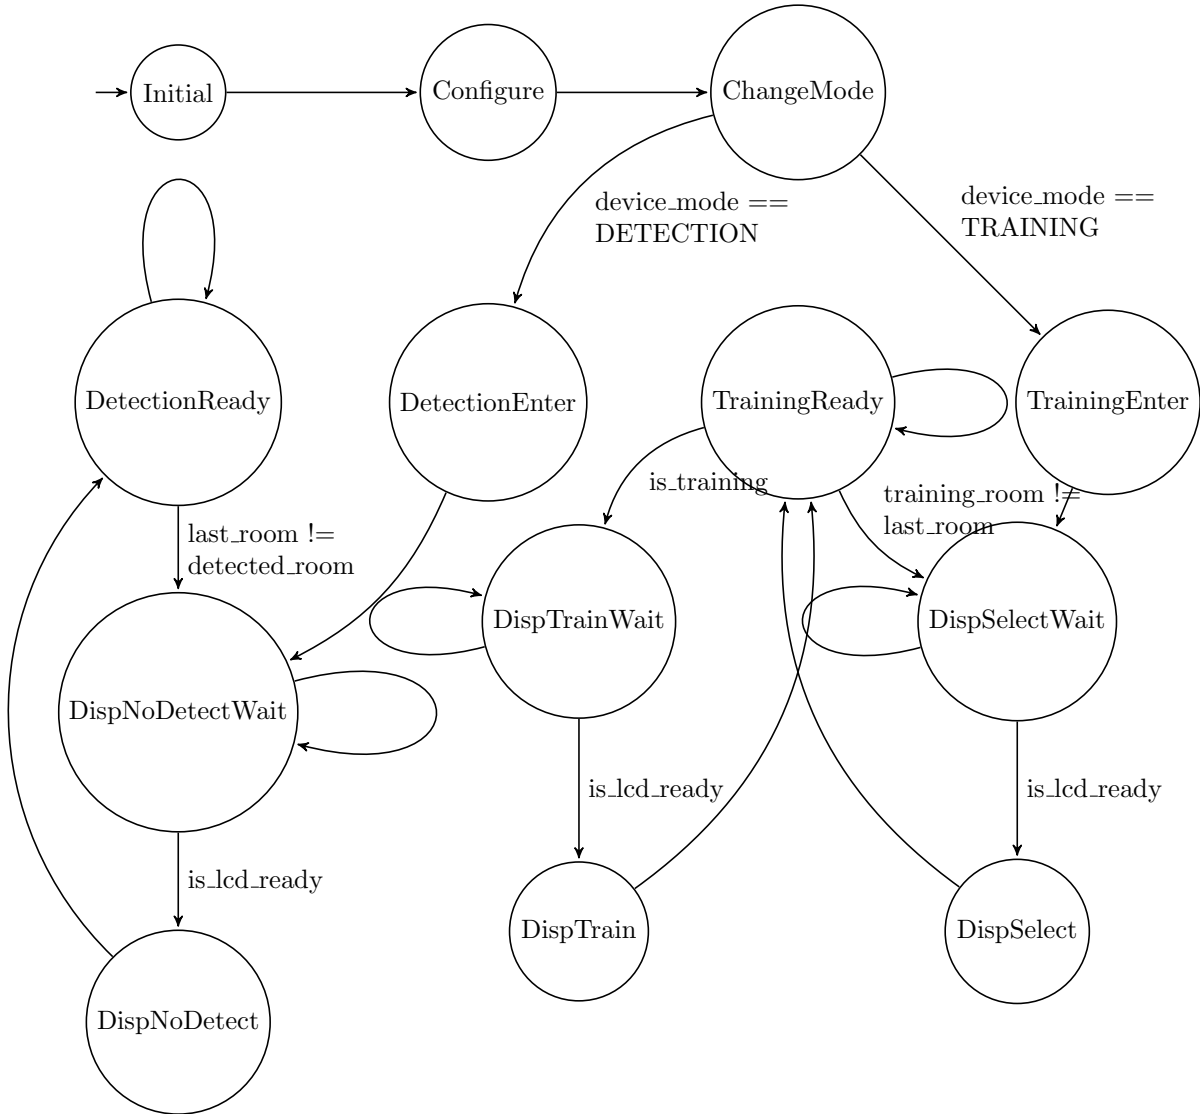 Initial
Configure
ChangeMode
device_mode ==
DETECTION
device_mode ==
TRAINING
DetectionReady
DetectionEnter
TrainingReady
TrainingEnter
is_training
training_room !=
last_room
last_room !=
detected_room
DispTrainWait
DispSelectWait
DispNoDetectWait
is_lcd_ready
is_lcd_ready
is_lcd_ready
DispTrain
DispSelect
DispNoDetect